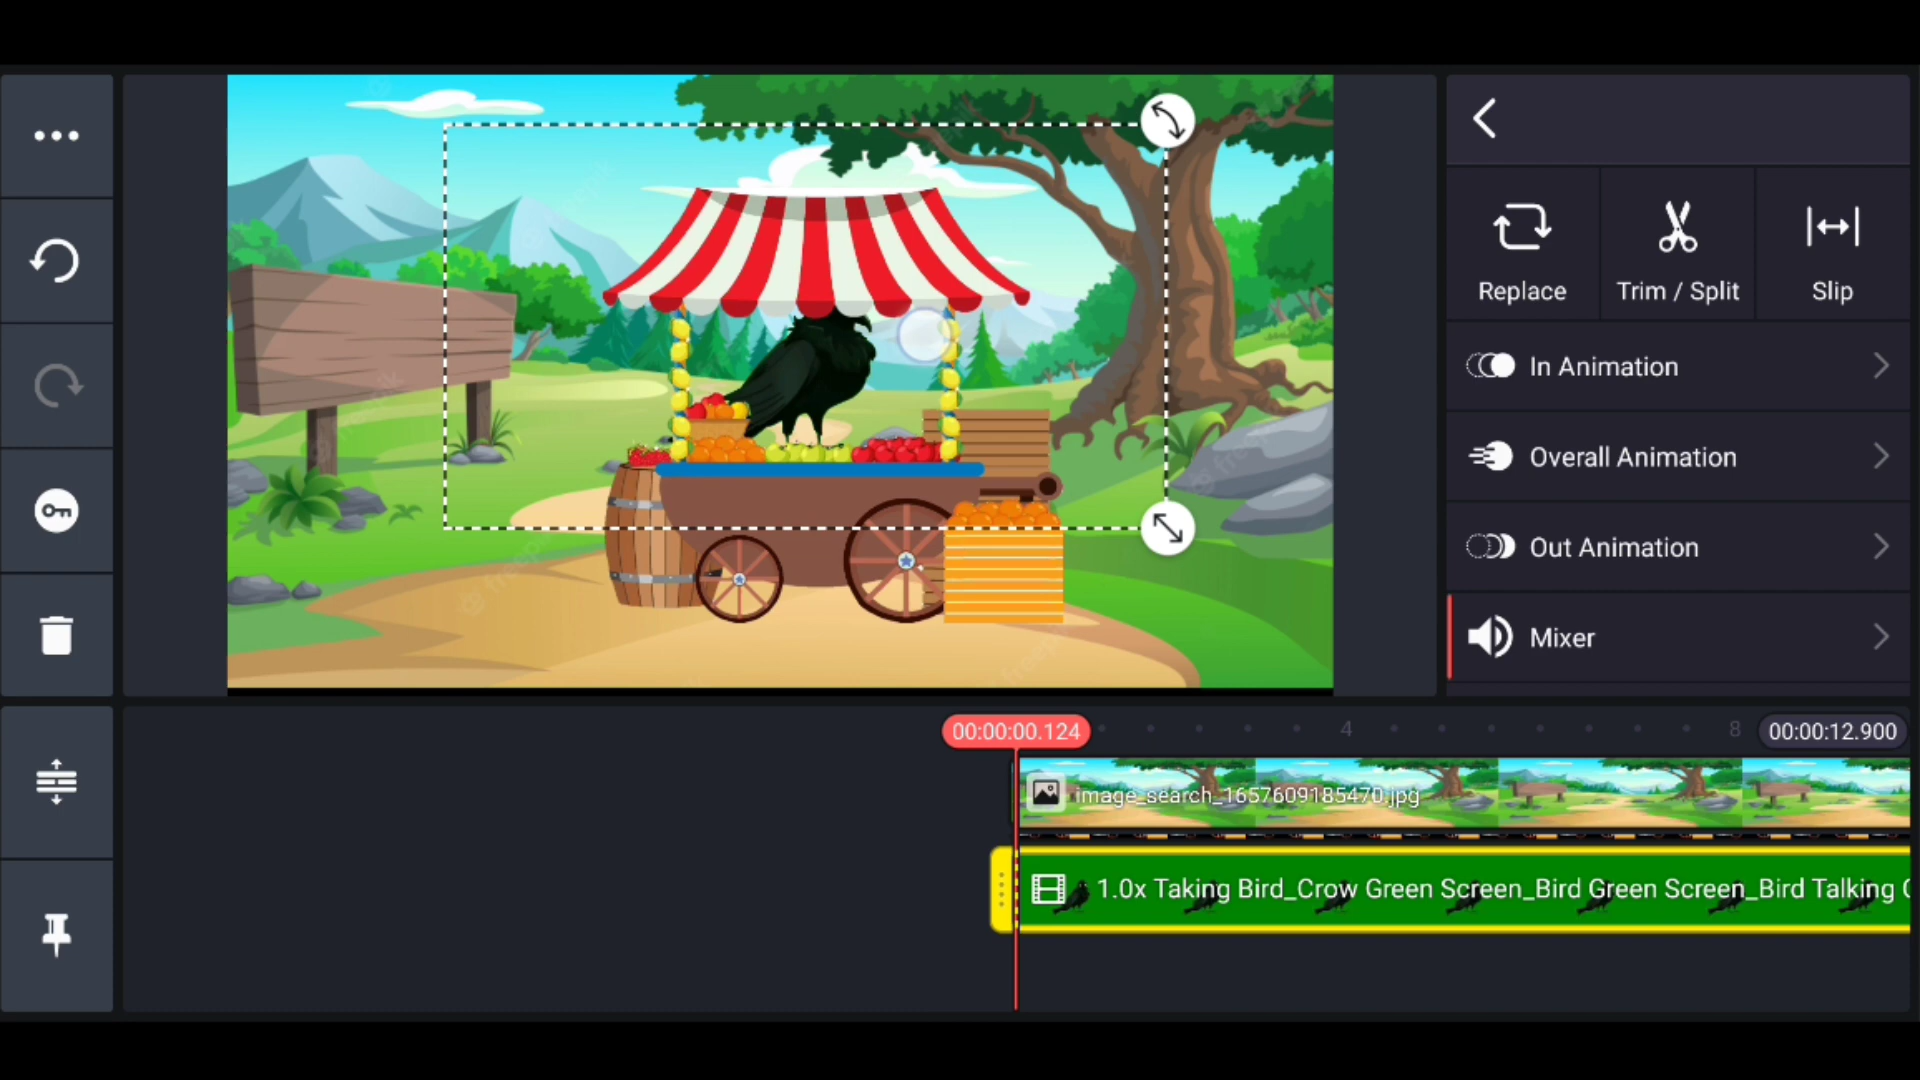 Replace
Trim / Split
Slip
In Animation
Overall Animation
Out Animation
Mixer
00:00:00.124
4
8
00:00:12.900
image_search_1657609185470.jpg
1.0x Taking Bird_Crow Green Screen_Bird Green Screen_Bird Talking